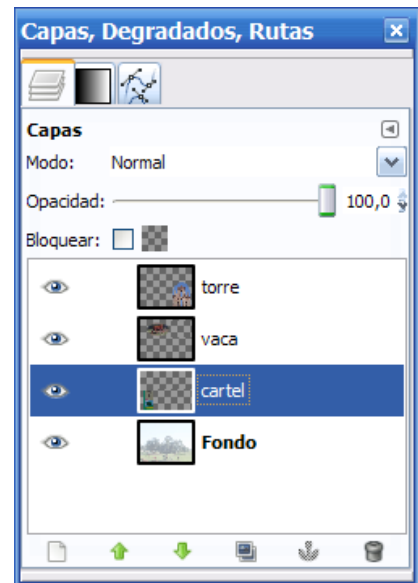 Capas, Degradados, Rutas
Capas
Modo: Normal
Opacidad: 100,0
Bloquear:
torre
vaca
cartel
Fondo